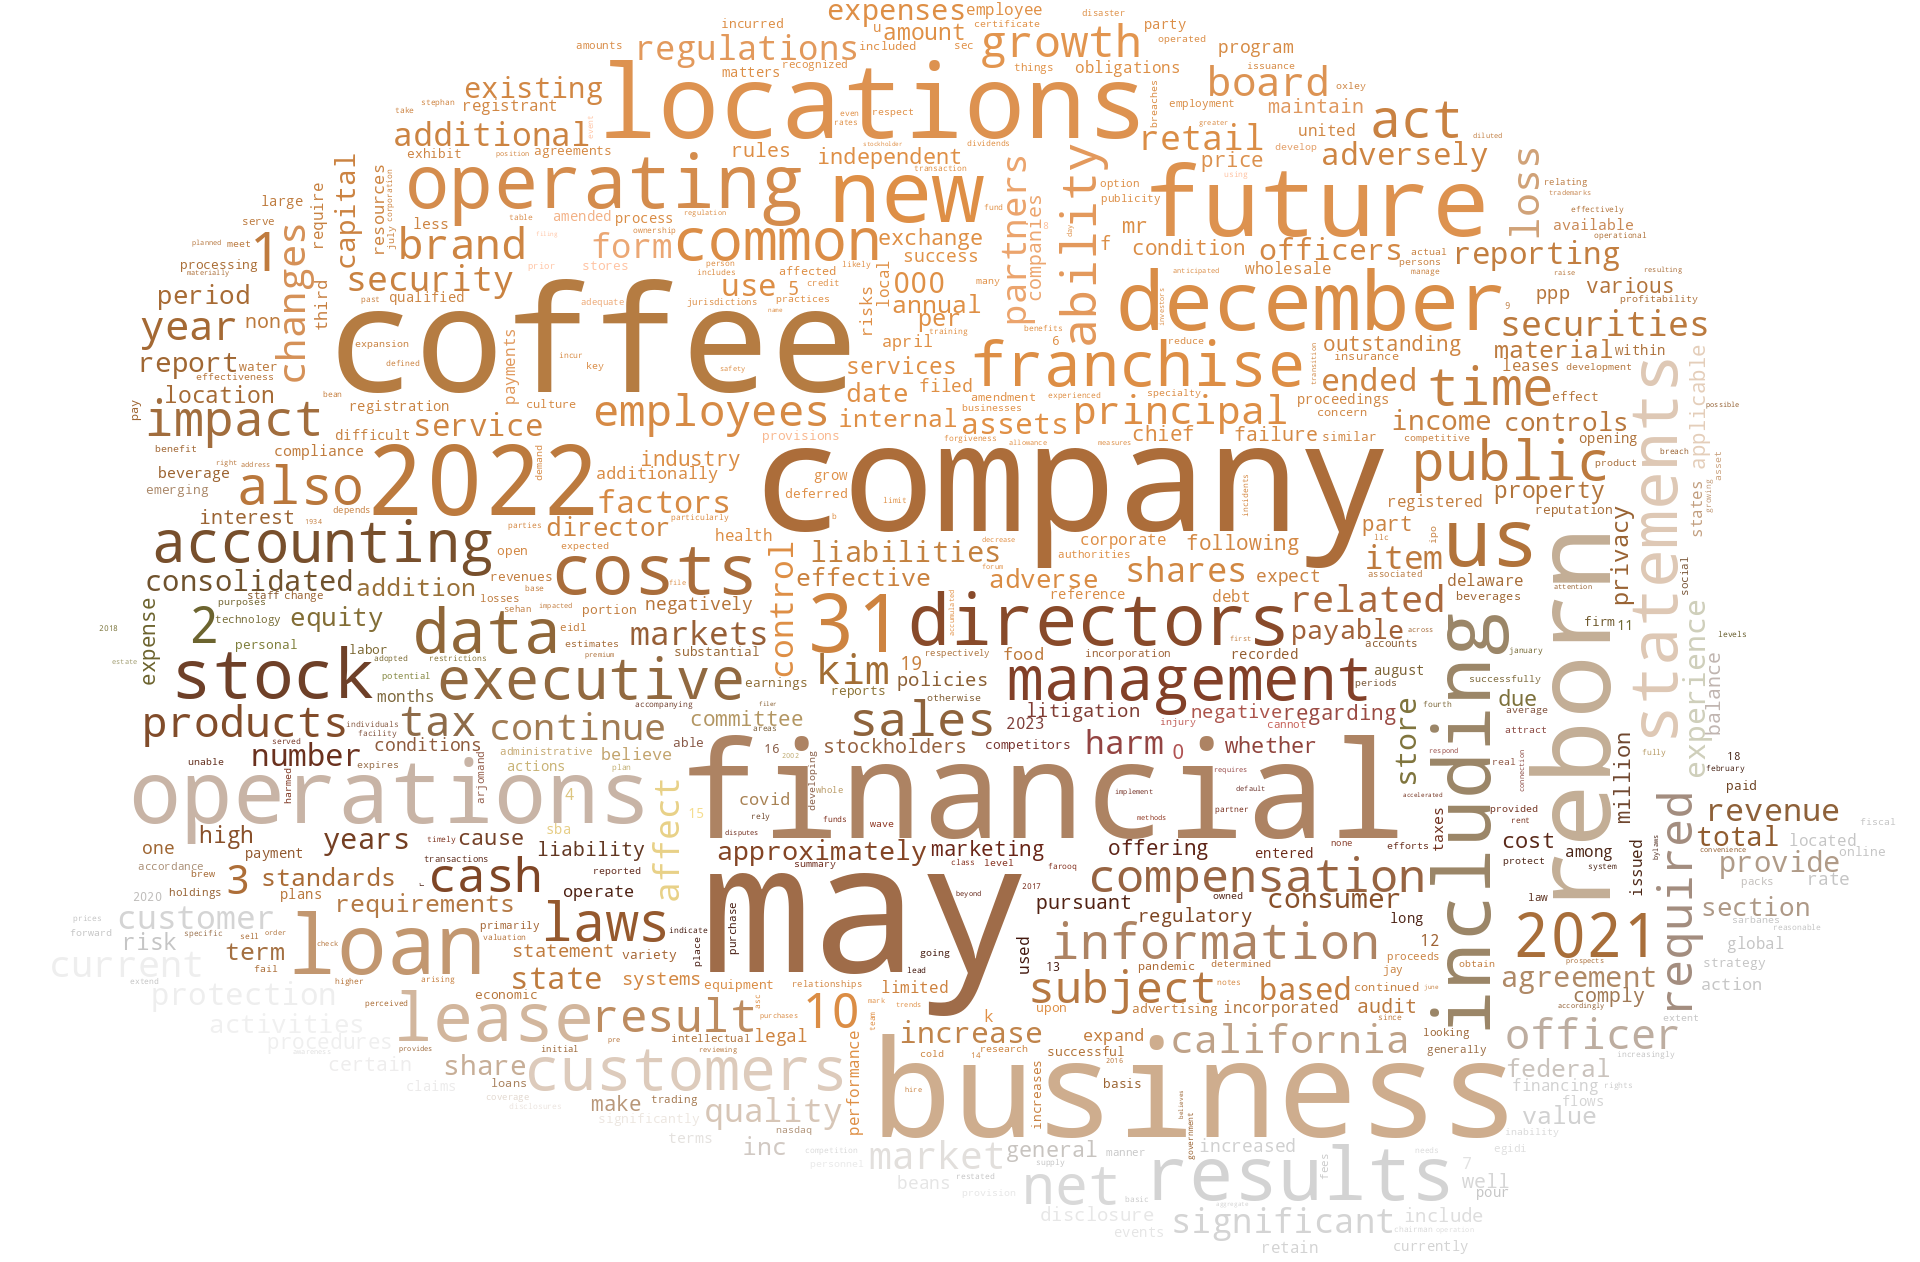 expenses employee disaster
incurred certificate party
u amount operated
amounts regulations included sec growth program
matters recognized things obligations issuance
existing locations board oxley
take stephan registrant even respect breaches employment maintain act
additional event rates greater retail united diluted
exhibit position agreements rules stockholder independent dividends develop price adversely
capital operating transaction partners ability option using loss relating
large require resources corporation less table amended process regulation new fund companies publicity future trademarks
serve july brand form filing ownership common exchange mr effectively available
planned meet 1 changes security stores prior person includes likely success f condition officers actual reporting operational
processing materially third past qualified adequate use 5 affected credit local 000 many day 10 anticipated wholesale persons manage raise resulting
period jurisdictions practices risks annual december 9 ppp various profitability
year non coffee name per training benefits investors securities
report water expansion payments incur april 6 reduce outstanding material within
effectiveness defined key safety services franchise transition insurance leases development
location bean date filed experienced specialty ended time effect
pay registration culture employees internal businesses amendment principal proceedings concern income controls possible
impact difficult service provisions assets chief failure similar competitive opening
benefit compliance demand industry forgiveness allowance measures public product breach statements applicable
beverage right address 2022 additionally grow company registered property asset
emerging also depends factors deferred limit incidents reputation states growing
interest 1934 parties director particularly b part ipo privacy
accounting open expected health decrease corporate following llc us reborn
consolidated addition revenues costs control liabilities forum authorities item
staff change base file effective adverse shares expect associated delaware social attention
purposes losses sehan impacted portion negatively reference debt related beverages
2018 expense 2 technology equity data eidl 31 accumulated directors first payable across including firm 11 levels
personal labor estimates markets respectively incorporation accounts january experience
estate stock adopted restrictions premium substantial food recorded
potential executive earnings kim 19 policies management august successfully balance
months accompanying reports otherwise periods due average
products individuals tax continue filer committee sales 2023 litigation negative regarding fourth attract
facility areas injury cannot store
served number conditions administrative believe able 16 2002 stockholders competitors harm 0 whether respond real fully 18
unable harmed expires arjomand actions plan developing requires connection february
operations 4 affect covid whole financial implement default accelerated million paid
15 rely funds wave partner provided required revenue fiscal
high sba disputes methods rent total
one years timely cause liability approximately marketing offering entered none efforts taxes cost among issued bylaws convenience located online
accordance payment transactions summary class level farooq protect system provide
brew 3 standards cash reported may beyond 2017 compensation packs rate
2020 holdings plans operate owned consumer law
prices customer requirements laws indicate purchase pursuant regulatory long 2021 section sarbanes
forward risk specific sell order loan primarily place used information 12 reasonable
term check valuation statement variety going global
current fail state systems lead 13 pandemic determined proceeds obtain prospects strategy
extend higher arising limited jay agreement action
protection perceived economic equipment relationships subject based continued june comply
lease result asc purchases 10 mark trends notes accordingly
activities k upon advertising incorporated audit since extent
procedures provides initial pre intellectual legal team increase expand california looking officer
awareness reviewing cold research successful generally increasingly
certain share customers performance 14 2016 federal
claims loans hire basis financing rights
coverage make trading increases business flows
disclosures significantly quality believes value
terms nasdaq government inability
inc competition market general manner increased needs egidi
personnel supply fees 7
beans restated net results well
provision basic pour
disclosure aggregate significant include
events chairman operation
retain currently